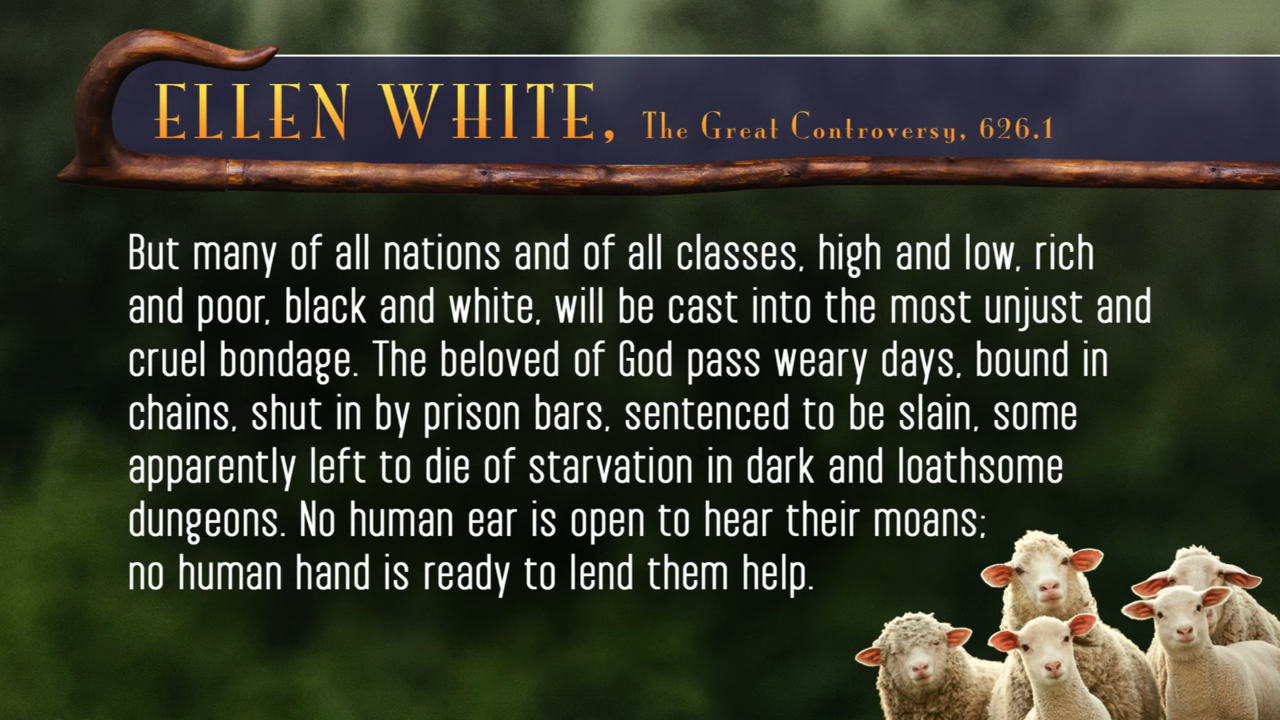 ELLEN WHITE, The Great Controversy, 626.1
But many of all nations and of all classes, high and low, rich
and poor, black and white, will be cast into the most unjust and
cruel bondage. The beloved of God pass weary days, bound in
chains, shut in by prison bars, sentenced to be slain, some
apparently left to die of starvation in dark and loathsome
dungeons. No human ear is open to hear their moans;
no human hand is ready to lend them help.